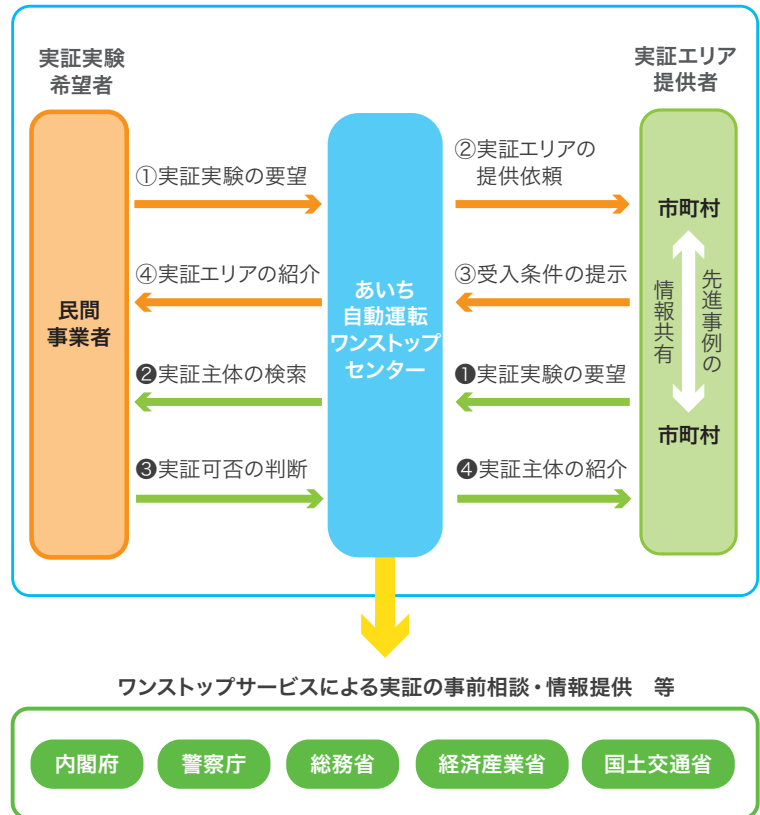 実証実験
希望者
実証エリア
提供者
①実証実験の要望
②実証エリアの
提供依頼
④実証エリアの紹介
③受入条件の提示
民間
事業者
あいち
自動運転
ワンストップ
センター
市町村
先進事例の
情報共有
市町村
❷実証主体の検索
❶実証実験の要望
❸実証可否の判断
❹実証主体の紹介
ワンストップサービスによる実証の事前相談・情報提供　等
内閣府
警察庁
総務省
経済産業省
国土交通省